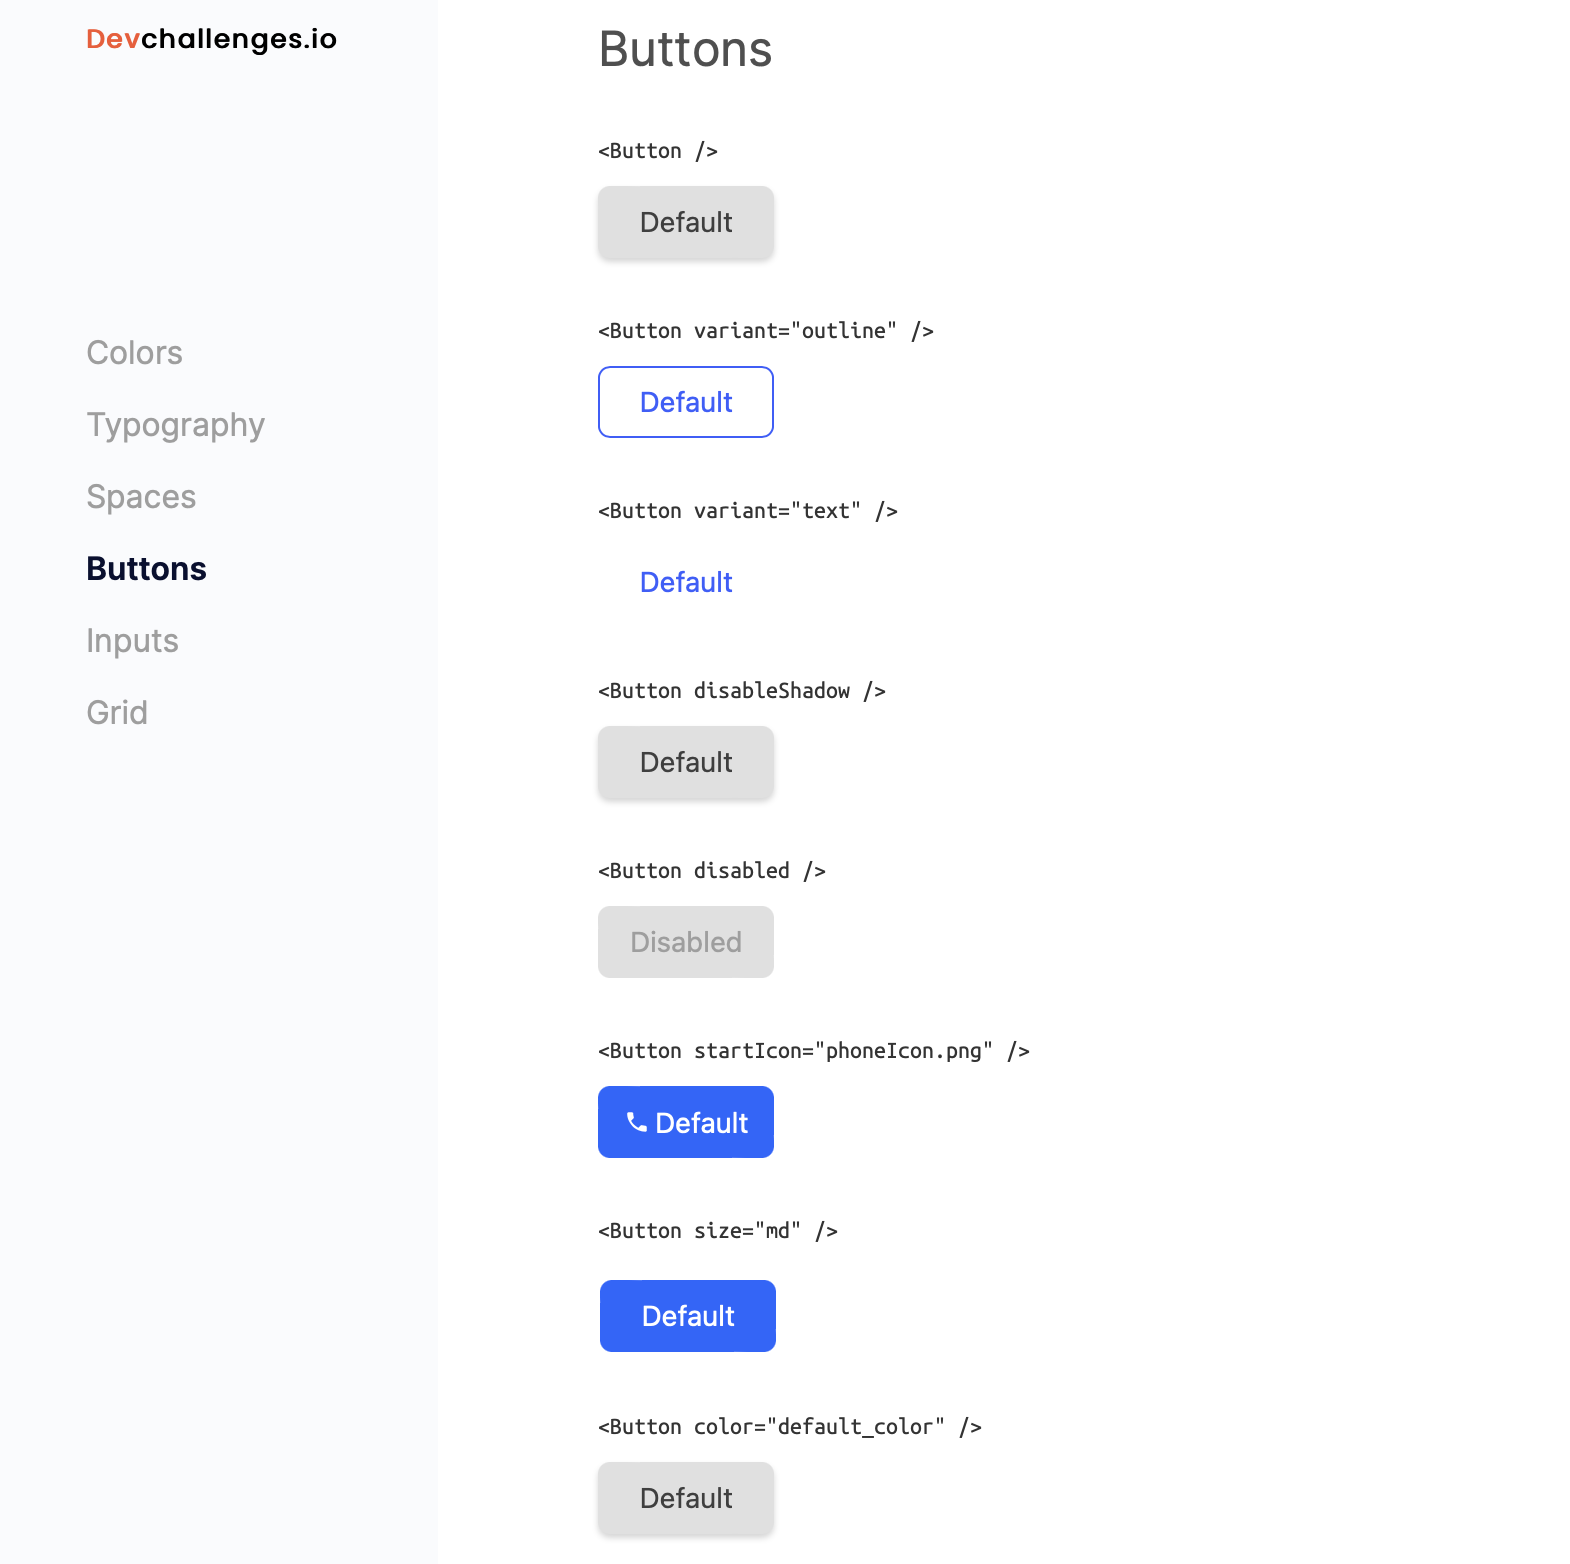 Devchallenges.io
Colors
Typography
Spaces
Buttons
Inputs
Grid
Buttons
<Button />
Default
<Button variant="outline" />
Default
<Button variant="text" />
Default
<Button disableShadow />
Default
<Button disabled />
Disabled
<Button startIcon="phoneIcon.png" />
Default
<Button size="md" />
Default
<Button color="default_color" />
Default